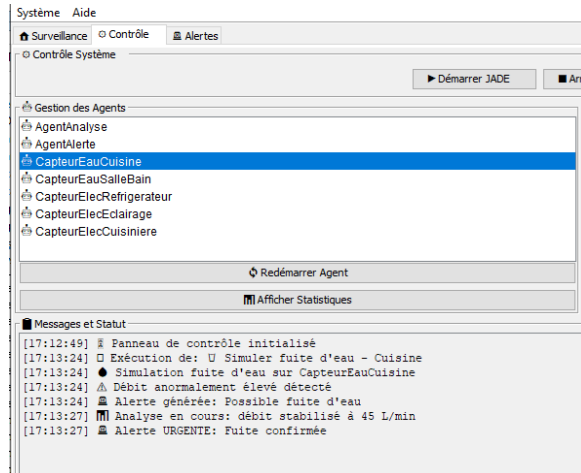 Système Aide
Surveillance Contrôle Alertes
Contrôle Système
Démarrer JADE
Gestion des Agents
AgentAnalyse
AgentAlerte
CapteurEauCuisine
CapteurEauSalleBain
CapteurElecRefrigerateur
CapteurElecEclairage
CapteurElecCuisiniere
Redémarrer Agent
Afficher Statistiques
Messages et Statut
[17:12:49] Panneau de contrôle initialisé
[17:13:24] Exécution de: Simuler fuite d'eau - Cuisine
[17:13:24] Simulation fuite d'eau sur CapteurEauCuisine
[17:13:24] Débit anormalement élevé détecté
[17:13:24] Alerte générée: Possible fuite d'eau
[17:13:27] Analyse en cours: débit stabilisé à 45 L/min
[17:13:27] Alerte URGENTE: Fuite confirmée